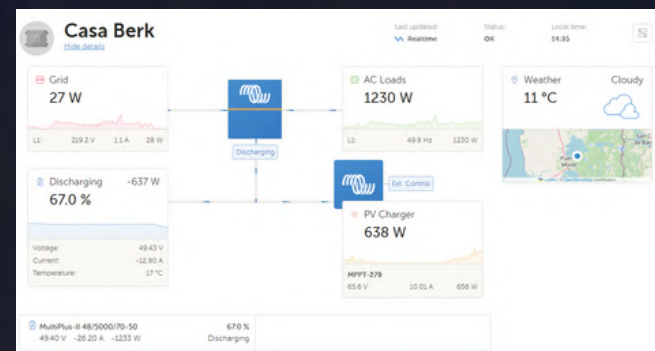 Casa Berk
Hide details
Last updated:
Realtime
Status:
OK
Local time:
14:35
Grid
27 W
L1: 219.2 V 1.1 A 28 W
Discharging
AC Loads
1230 W
L1: 49.9 Hz 1230 W
Weather Cloudy
11 °C
Puerto
Montt
Discharging -637 W
67.0 %
Voltage: 49.43 V
Current: -12.90 A
Temperature: 17 °C
Ext. Control
PV Charger
638 W
MPPT-279
65.6 V 10.01 A 656 W
MultiPlus-II 48/5000/70-50 67.0 %
49.40 V -26.20 A -1233 W Discharging